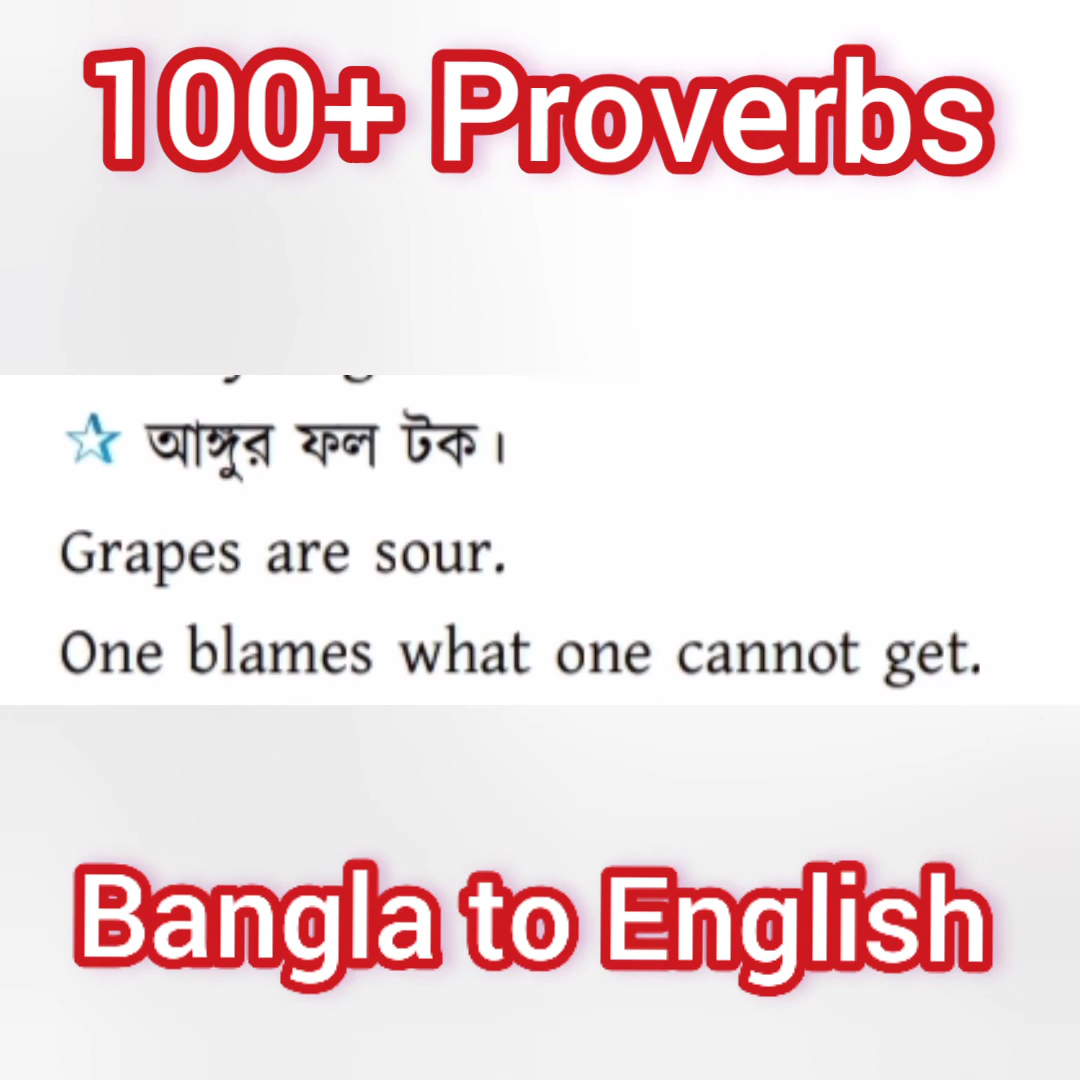 100+ Proverbs
☆ আঙ্গুর ফল টক।
Grapes are sour.
One blames what one cannot get.
Bangla to English